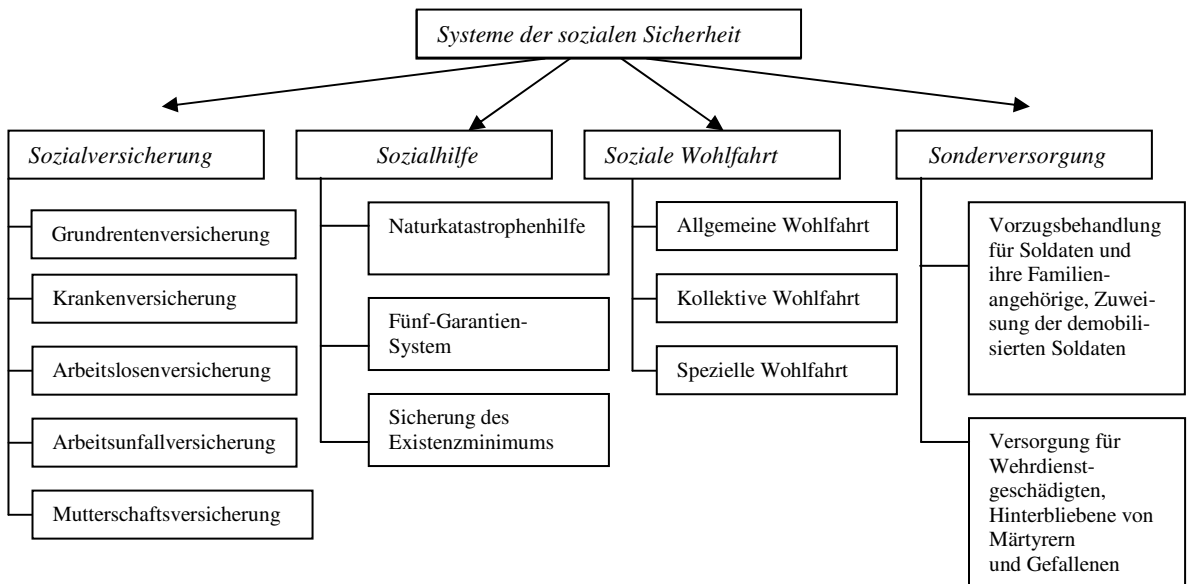 Systeme der sozialen Sicherheit
Sozialversicherung
Grundrentenversicherung
Krankenversicherung
Arbeitslosenversicherung
Arbeitsunfallversicherung
Mutterschaftsversicherung
Sozialhilfe
Naturkatastrophenhilfe
Fünf-Garantien-
System
Sicherung des
Existenzminimums
Soziale Wohlfahrt
Allgemeine Wohlfahrt
Kollektive Wohlfahrt
Spezielle Wohlfahrt
Sonderversorgung
Vorzugsbehandlung
für Soldaten und
ihre Familien-
angehörige, Zuwei-
sung der demobili-
sierten Soldaten
Versorgung für
Wehrdienst-
geschädigten,
Hinterbliebene von
Märtyrern
und Gefallenen